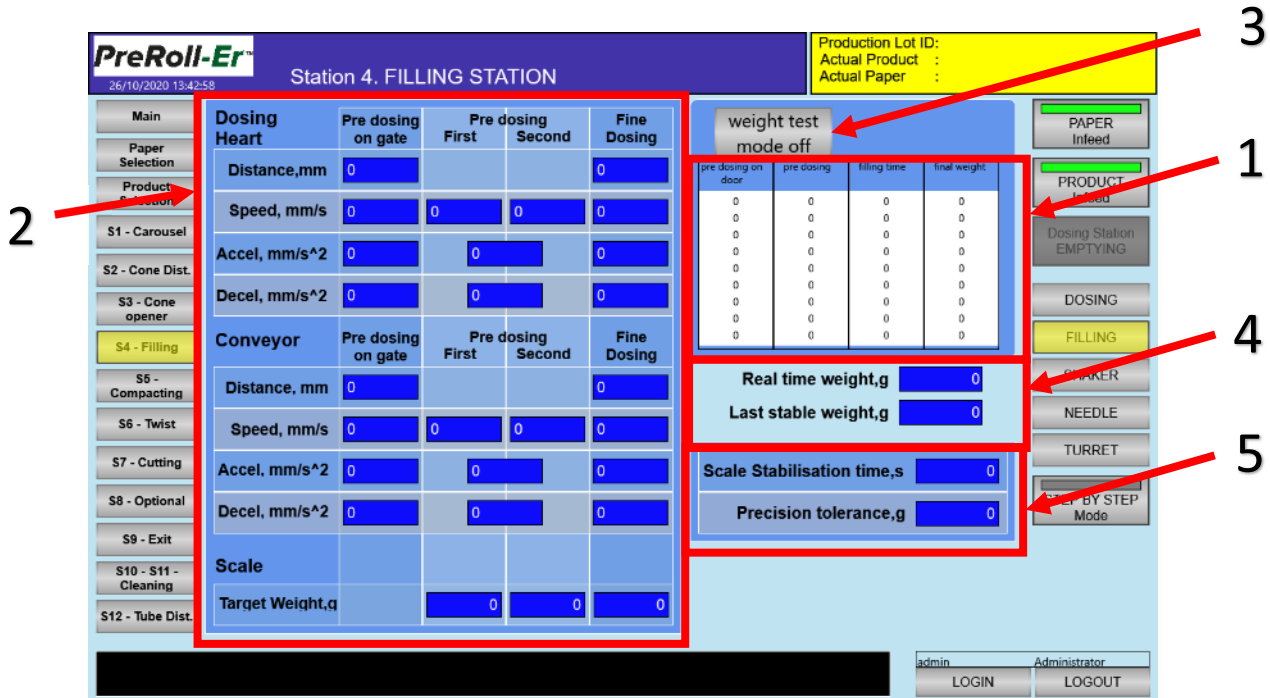 3
PreRoll-Er™
26/10/2020 13:42:58
Station 4. FILLING STATION
Production Lot ID:
Actual Product :
Actual Paper :
Main
Paper
Selection
Product
Selection
S1 - Carousel
S2 - Cone Dist.
S3 - Cone
opener
S4 - Filling
S5 -
Compacting
S6 - Twist
S7 - Cutting
S8 - Optional
S9 - Exit
S10 - S11 -
Cleaning
S12 - Tube Dist.
2
Dosing
Heart
Pre dosing
on gate
Pre dosing
First Second
Fine
Dosing
Distance,mm 0 0
Speed, mm/s 0 0 0 0
Accel, mm/s^2 0 0 0
Decel, mm/s^2 0 0 0
Conveyor
Pre dosing
on gate
Pre dosing
First Second
Fine
Dosing
Distance, mm 0 0
Speed, mm/s 0 0 0 0
Accel, mm/s^2 0 0 0
Decel, mm/s^2 0 0 0
Scale
Target Weight,g 0 0 0
weight test
mode off
pre dosing on
door
pre dosing
filling time
final weight
0 0 0 0
0 0 0 0
0 0 0 0
0 0 0 0
0 0 0 0
0 0 0 0
0 0 0 0
0 0 0 0
0 0 0 0
1
Real time weight,g 0
Last stable weight,g 0
4
Scale Stabilisation time,s 0
Precision tolerance,g 0
5
PAPER
Infeed
PRODUCT
Infeed
Dosing Station
EMPTYING
DOSING
FILLING
SHAKER
NEEDLE
TURRET
STEP BY STEP
Mode
admin Administrator
LOGIN LOGOUT